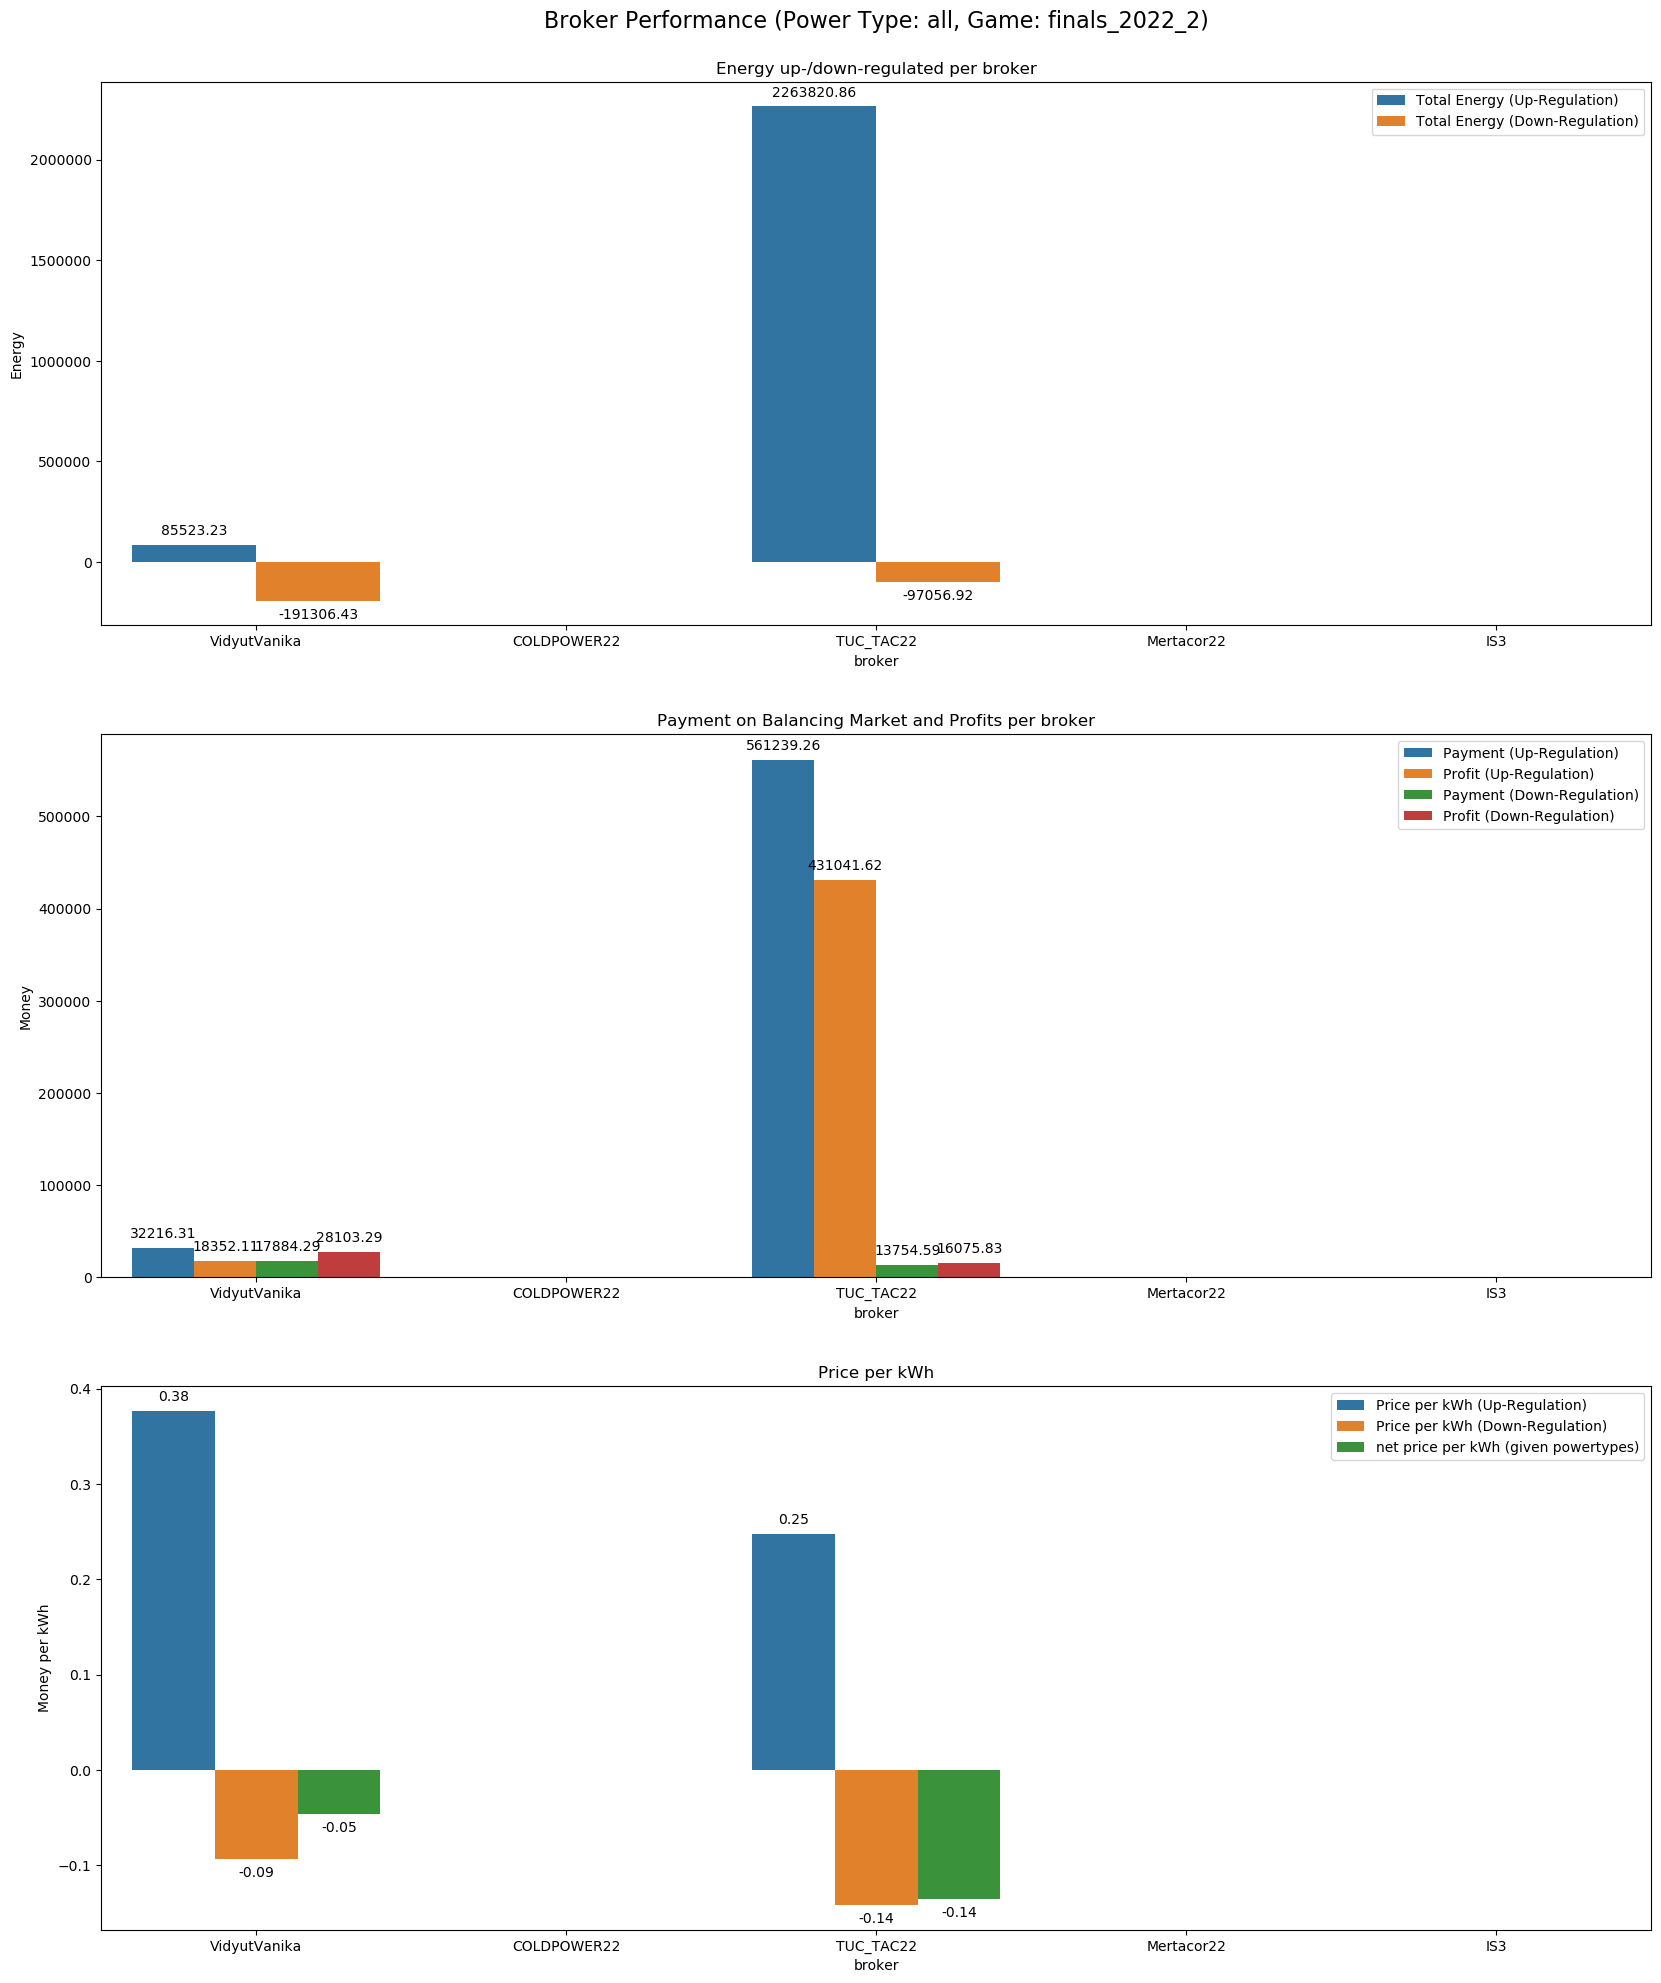 Broker Performance (Power Type: all, Game: finals_2022_2)
Energy up-/down-regulated per broker
2263820.86
Total Energy (Up-Regulation)
Total Energy (Down-Regulation)
2000000
1500000
1000000
500000
0
Energy
85523.23
-191306.43
-97056.92
VidyutVanika COLDPOWER22 TUC_TAC22 Mertacor22 IS3
broker
Payment on Balancing Market and Profits per broker
561239.26
Payment (Up-Regulation)
Profit (Up-Regulation)
Payment (Down-Regulation)
Profit (Down-Regulation)
500000
400000
300000
200000
100000
0
Money
431041.62
32216.31
18352.11
17884.29
28103.29
13754.59
16075.83
VidyutVanika COLDPOWER22 TUC_TAC22 Mertacor22 IS3
broker
Price per kWh
0.4
0.3
0.2
0.1
0.0
−0.1
Money per kWh
0.38
Price per kWh (Up-Regulation)
Price per kWh (Down-Regulation)
net price per kWh (given powertypes)
0.25
-0.05
-0.09
-0.14
-0.14
VidyutVanika COLDPOWER22 TUC_TAC22 Mertacor22 IS3
broker